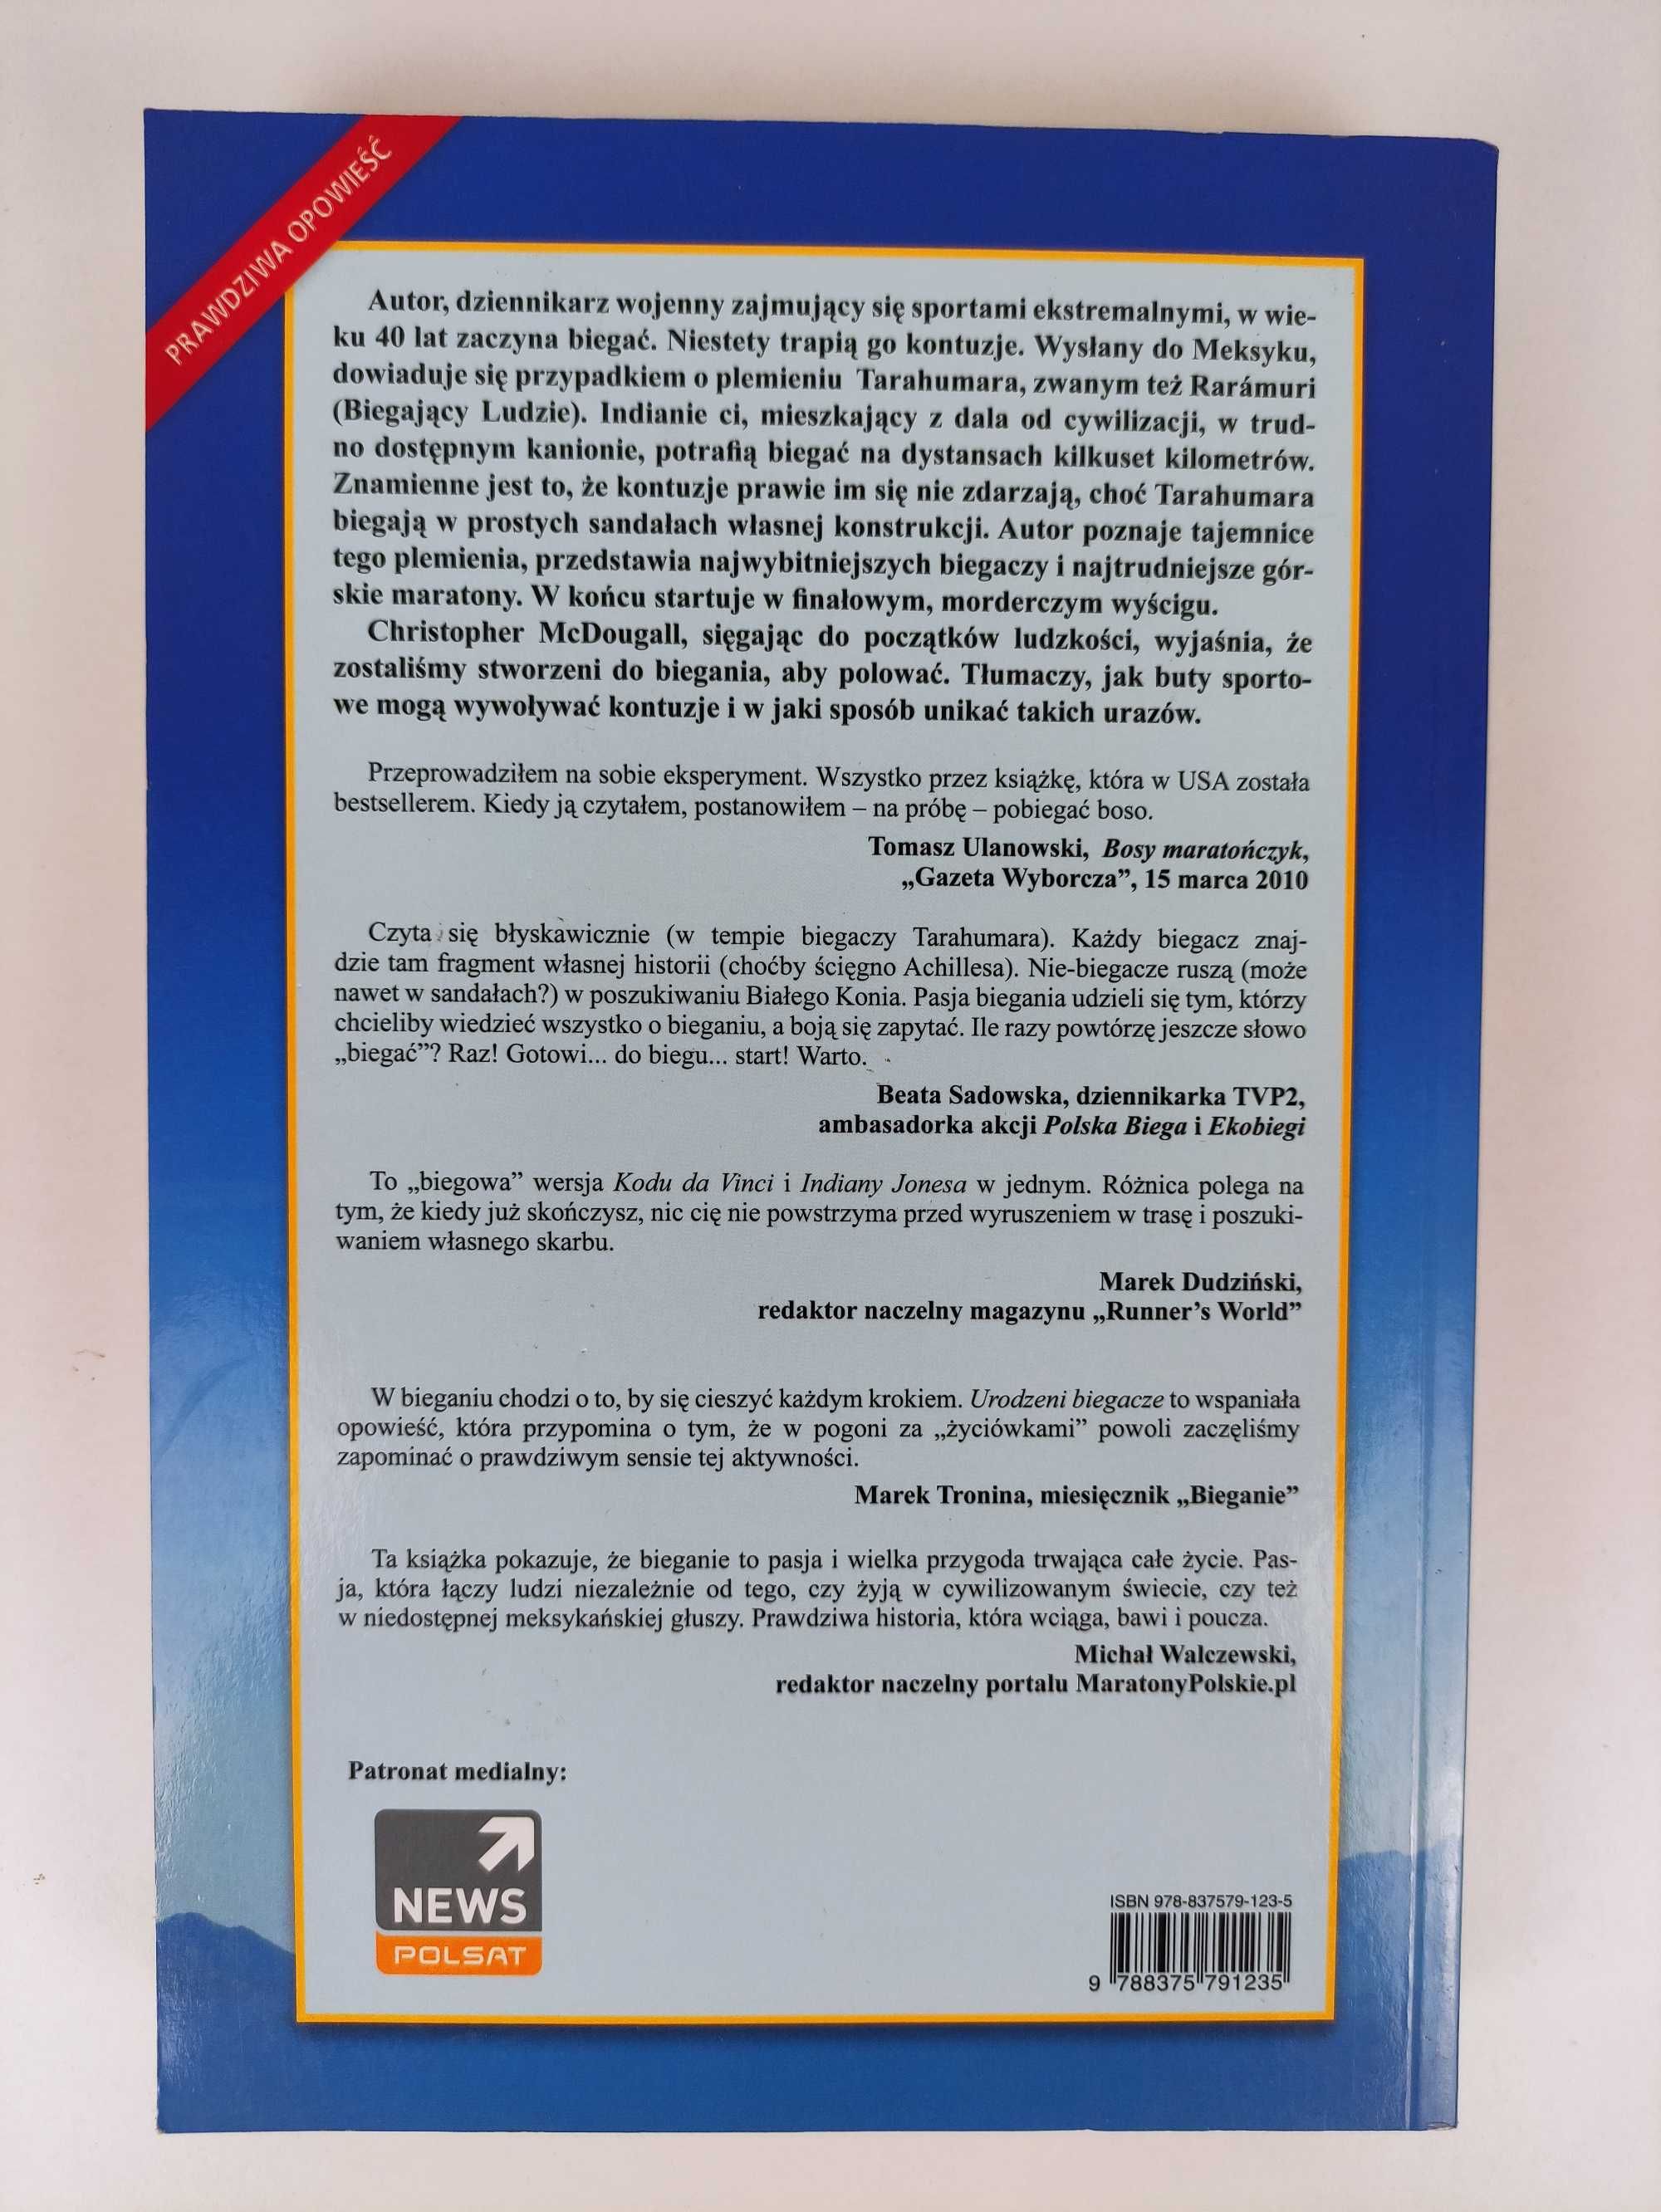 PRAWDZIWA OPOWIEŚĆ
Autor, dziennikarz wojenny zajmujący się sportami ekstremalnymi, w wie-
ku 40 lat zaczyna biegać. Niestety trapią go kontuzje. Wysłany do Meksyku,
dowiaduje się przypadkiem o plemieniu Tarahumara, zwanym też Rarámuri
(Biegający Ludzie). Indianie ci, mieszkający z dala od cywilizacji, w trud-
no dostępnym kanionie, potrafią biegać na dystansach kilkuset kilometrów.
Znamienne jest to, że kontuzje prawie im się nie zdarzają, choć Tarahumara
biegają w prostych sandałach własnej konstrukcji. Autor poznaje tajemnice
tego plemienia, przedstawia najwybitniejszych biegaczy i najtrudniejsze gór-
skie maratony. W końcu startuje w finałowym, morderczym wyścigu.
Christopher McDougall, sięgając do początków ludzkości, wyjaśnia, że
zostaliśmy stworzeni do biegania, aby polować. Tłumaczy, jak buty sporto-
we mogą wywoływać kontuzje i w jaki sposób unikać takich urazów.
Przeprowadziłem na sobie eksperyment. Wszystko przez książkę, która w USA została
bestsellerem. Kiedy ją czytałem, postanowiłem – na próbę – pobiegać boso.
Tomasz Ulanowski, Bosy maratończyk,
„Gazeta Wyborcza”, 15 marca 2010
Czyta się błyskawicznie (w tempie biegaczy Tarahumara). Każdy biegacz znaj-
dzie tam fragment własnej historii (choćby ścięgno Achillesa). Nie-biegacze ruszą (może
nawet w sandałach?) w poszukiwaniu Białego Konia. Pasja biegania udzieli się tym, którzy
chcieliby wiedzieć wszystko o bieganiu, a boją się zapytać. Ile razy powtórzę jeszcze słowo
„biegać”? Raz! Gotowi... do biegu... start! Warto.
Beata Sadowska, dziennikarka TVP2,
ambasadorka akcji Polska Biega i Ekobiegi
To „biegowa” wersja Kodu da Vinci i Indiany Jonesa w jednym. Różnica polega na
tym, że kiedy już skończysz, nic cię nie powstrzyma przed wyruszeniem w trasę i poszuki-
waniem własnego skarbu.
Marek Dudziński,
redaktor naczelny magazynu „Runner’s World”
W bieganiu chodzi o to, by się cieszyć każdym krokiem. Urodzeni biegacze to wspaniała
opowieść, która przypomina o tym, że w pogoni za „życiówkami” powoli zaczęliśmy
zapominać o prawdziwym sensie tej aktywności.
Marek Tronina, miesięcznik „Bieganie”
Ta książka pokazuje, że bieganie to pasja i wielka przygoda trwająca całe życie. Pas-
ja, która łączy ludzi niezależnie od tego, czy żyją w cywilizowanym świecie, czy też
w niedostępnej meksykańskiej głuszy. Prawdziwa historia, która wciąga, bawi i poucza.
Michał Walczewski,
redaktor naczelny portalu MaratonyPolskie.pl
Patronat medialny:
NEWS
POLSAT
ISBN 978-837579-123-5
9 788375 791235